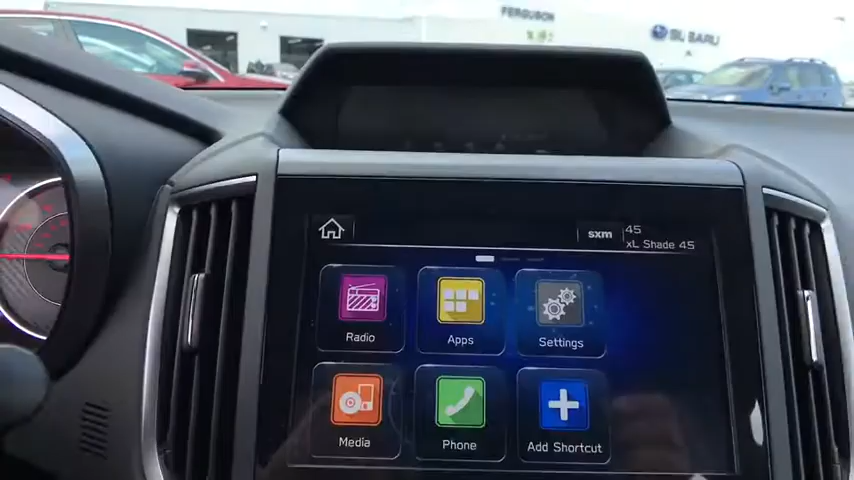 FERGUSON
SUBARU
sxm
45
xL Shade 45
Radio
Apps
Settings
Media
Phone
Add Shortcut